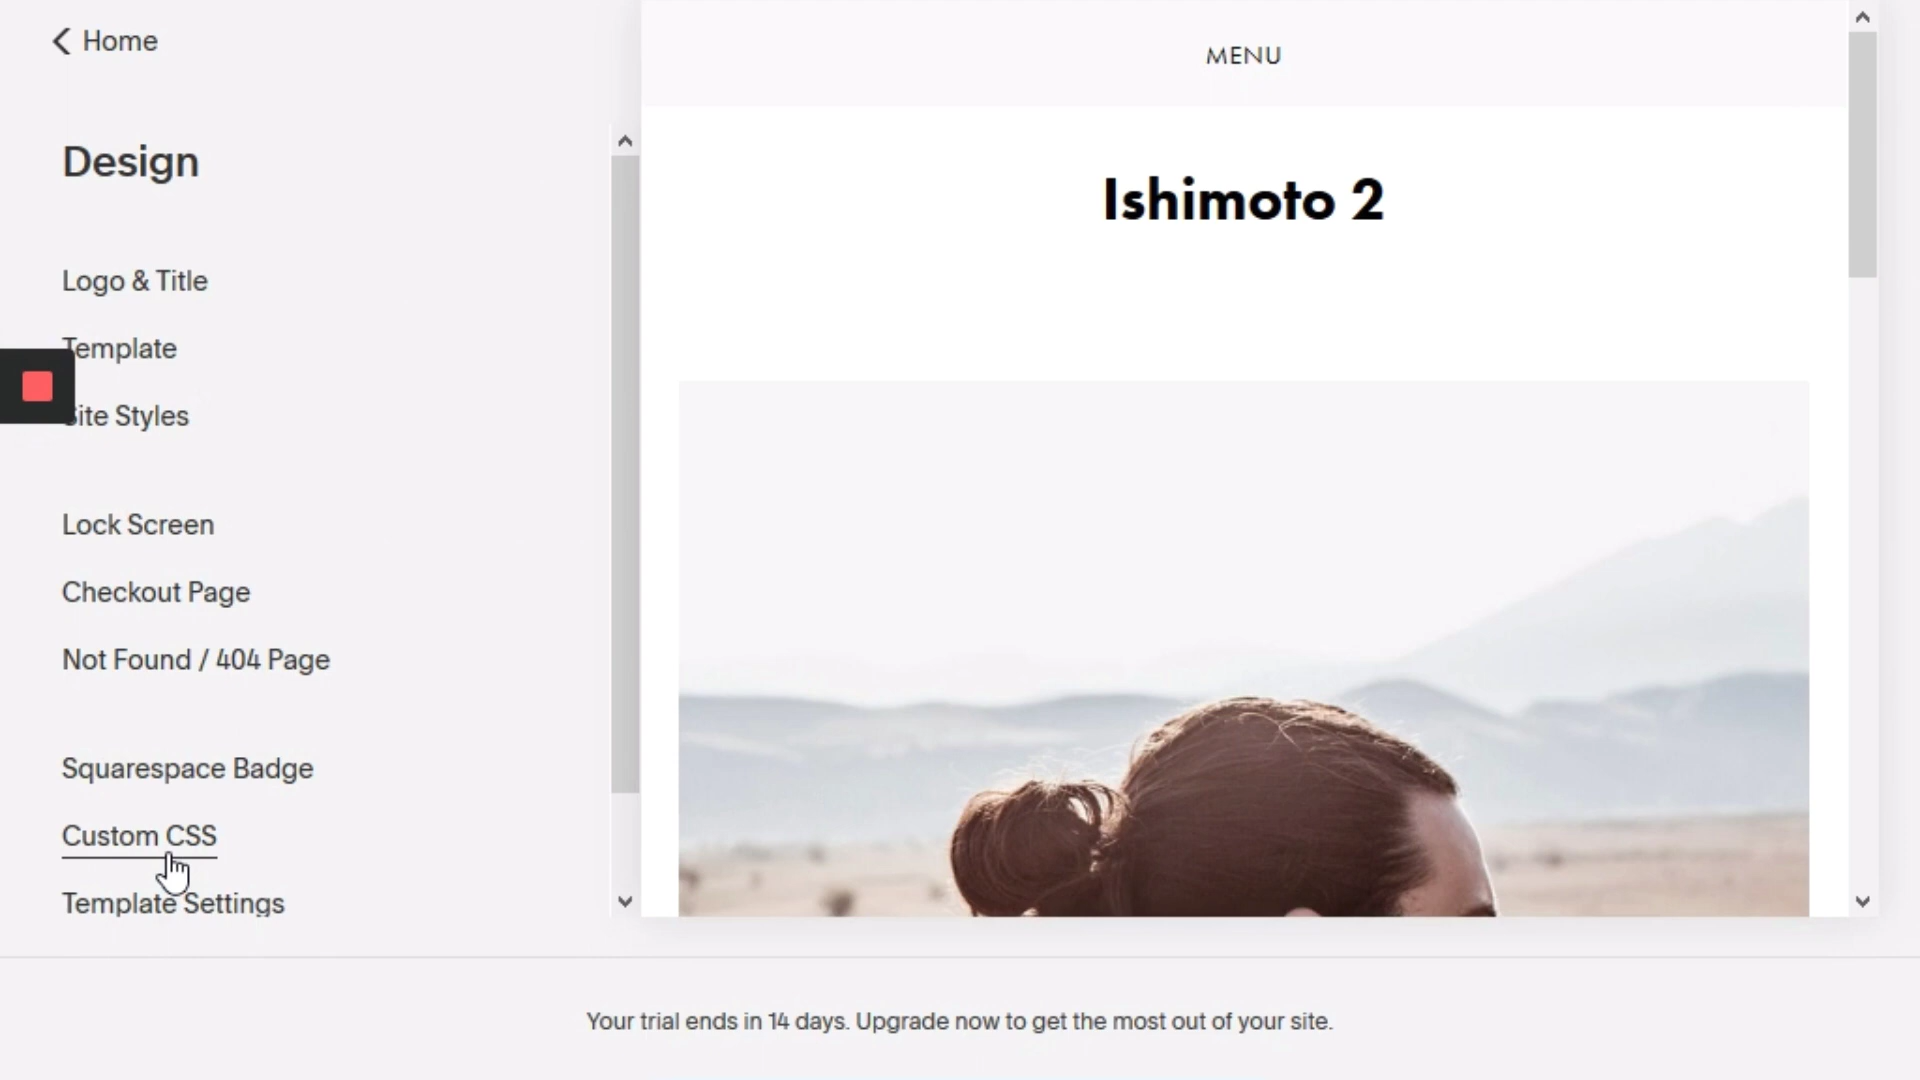 Home
Design
Logo & Title
Template
Site Styles
Lock Screen
Checkout Page
Not Found / 404 Page
Squarespace Badge
Custom CSS
Template Settings
MENU
Ishimoto 2
Your trial ends in 14 days. Upgrade now to get the most out of your site.